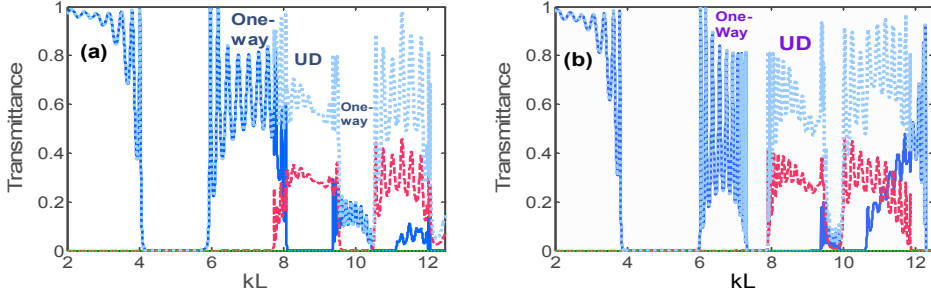 1
0.8
0.6
0.4
0.2
0
Transmittance
(a)
One-
way
UD
One-
way
2
4
6
8
10
12
kL
1
0.8
0.6
0.4
0.2
0
Transmittance
(b)
One-
Way
UD
2
4
6
8
10
12
kL